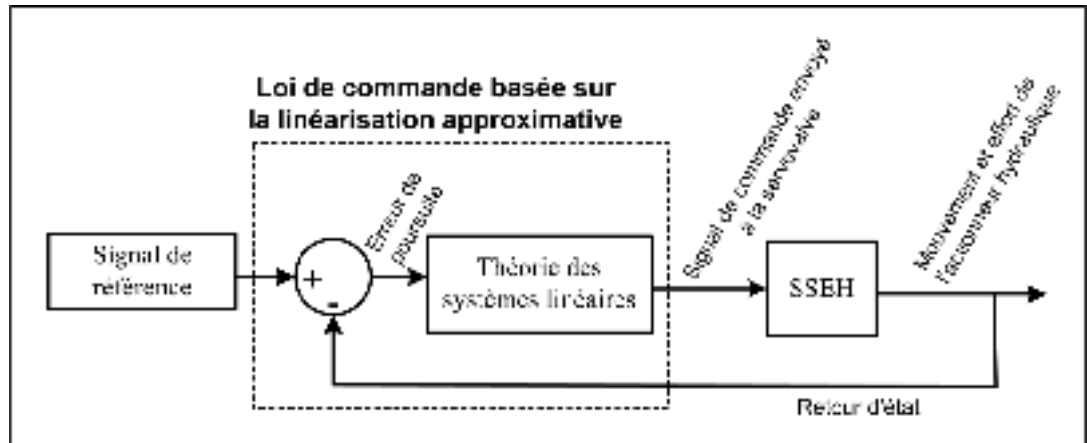 Loi de commande basée sur
la linéarisation approximative
Signal de
référence
+
-
Erreur de
poursuite
Théorie des
systèmes linéaires
Signal de commande envoyé
à la servovalve
SSEH
Mouvement et effort de
l'actionneur hydraulique
Retour d'état